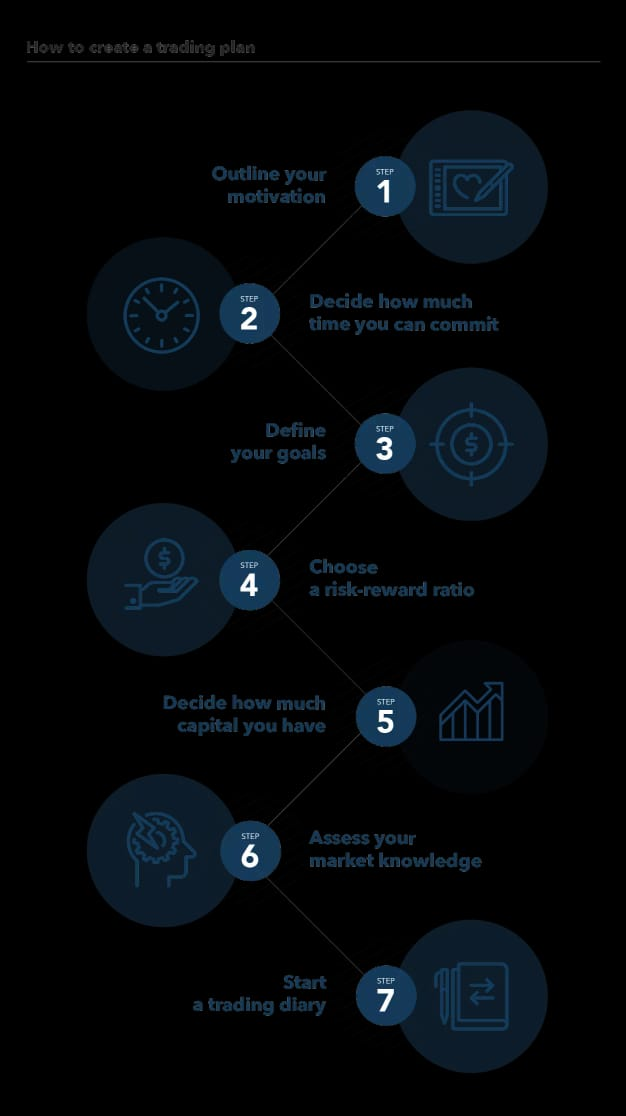 How to create a trading plan
Outline your
motivation
STEP
1
STEP
2
Decide how much
time you can commit
Define
your goals
STEP
3
$
$
STEP
4
Choose
a risk-reward ratio
Decide how much
capital you have
STEP
5
STEP
6
Assess your
market knowledge
Start
a trading diary
STEP
7